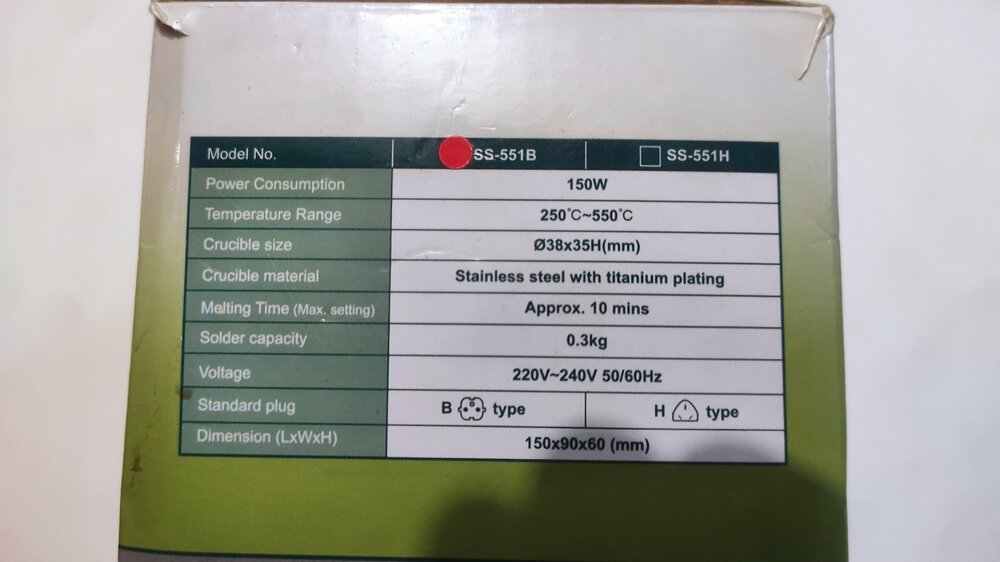 Model No. SS-551B SS-551H
Power Consumption 150W
Temperature Range 250°C~550°C
Crucible size Ø38x35H(mm)
Crucible material Stainless steel with titanium plating
Melting Time (Max. setting) Approx. 10 mins
Solder capacity 0.3kg
Voltage 220V~240V 50/60Hz
Standard plug B type H type
Dimension (LxWxH) 150x90x60 (mm)